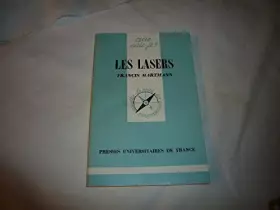 LES LASERS
FRANCIS HARTMANN
PRESSES UNIVERSITAIRES DE FRANCE